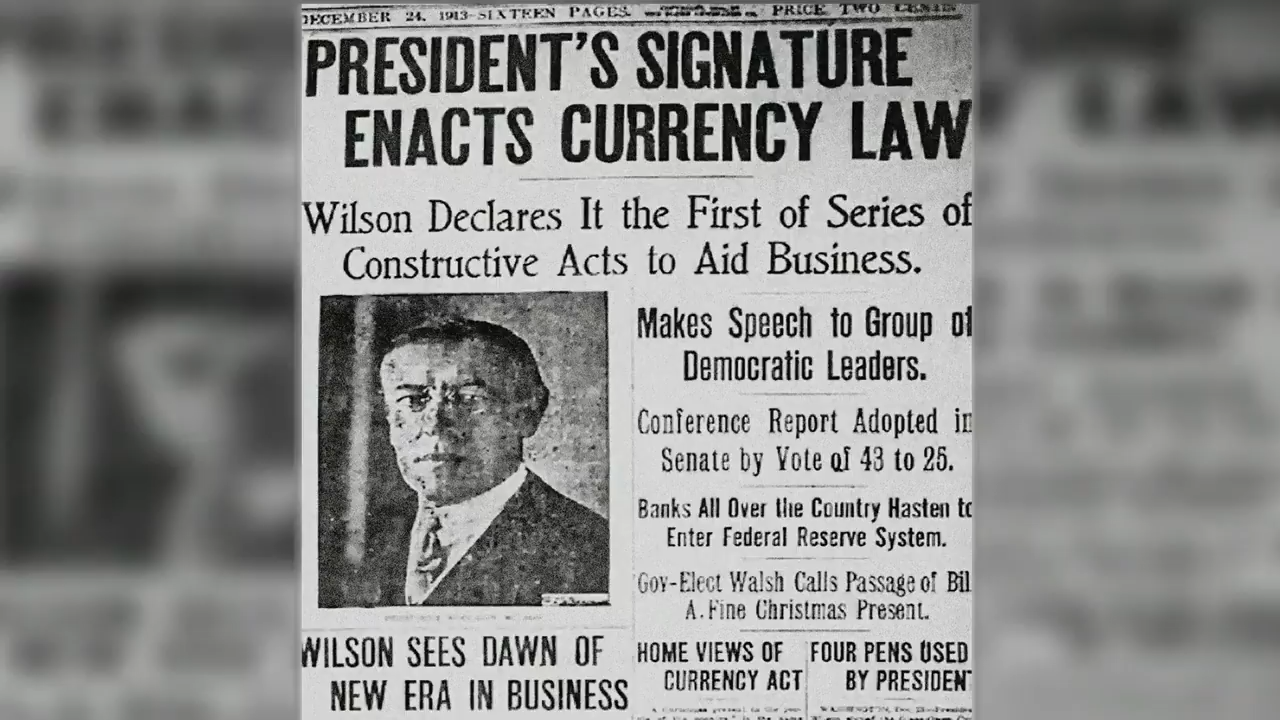 DECEMBER 24, 1913-SIXTEEN PAGES. PRICE TWO CENTS
PRESIDENT'S SIGNATURE
ENACTS CURRENCY LAW
Wilson Declares It the First of Series of
Constructive Acts to Aid Business.
Makes Speech to Group of
Democratic Leaders.
Conference Report Adopted in
Senate by Vote of 43 to 25.
Banks All Over the Country Hasten to
Enter Federal Reserve System.
Gov-Elect Walsh Calls Passage of Bil
A Fine Christmas Present.
WILSON SEES DAWN OF
NEW ERA IN BUSINESS
HOME VIEWS OF
CURRENCY ACT
FOUR PENS USED
BY PRESIDENT